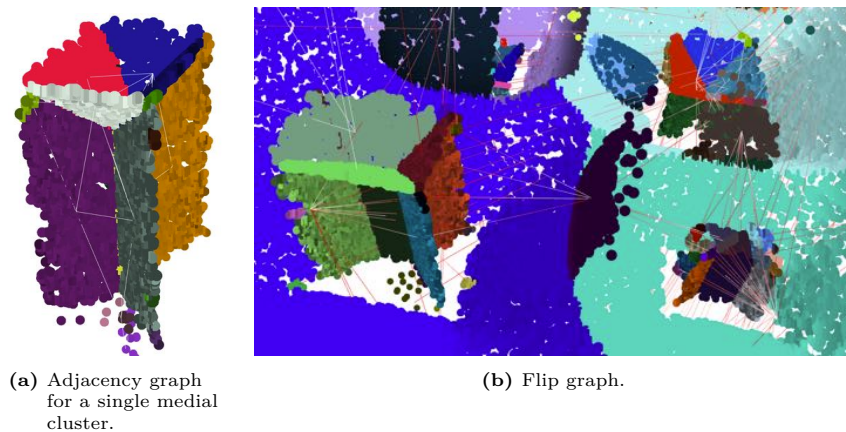 (a) Adjacency graph
for a single medial
cluster.
(b) Flip graph.